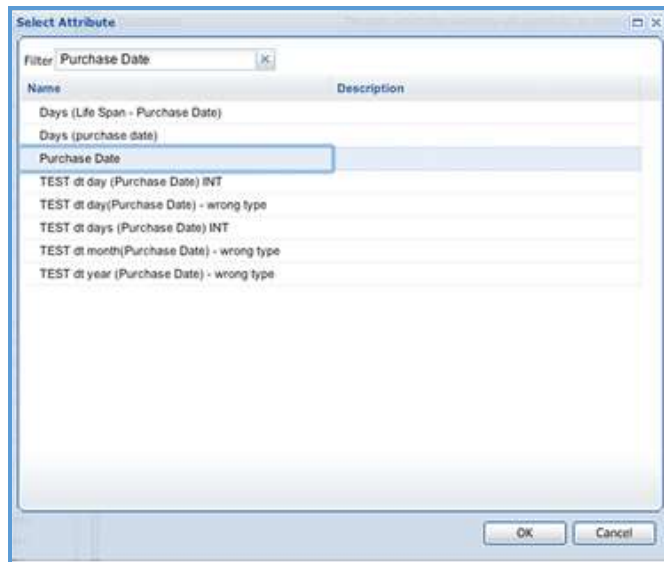 Select Attribute
Filter Purchase Date
Name Description
Days (Life Span - Purchase Date)
Days (purchase date)
Purchase Date
TEST dt day (Purchase Date) INT
TEST dt day(Purchase Date) - wrong type
TEST dt days (Purchase Date) INT
TEST dt month(Purchase Date) - wrong type
TEST dt year (Purchase Date) - wrong type
OK Cancel